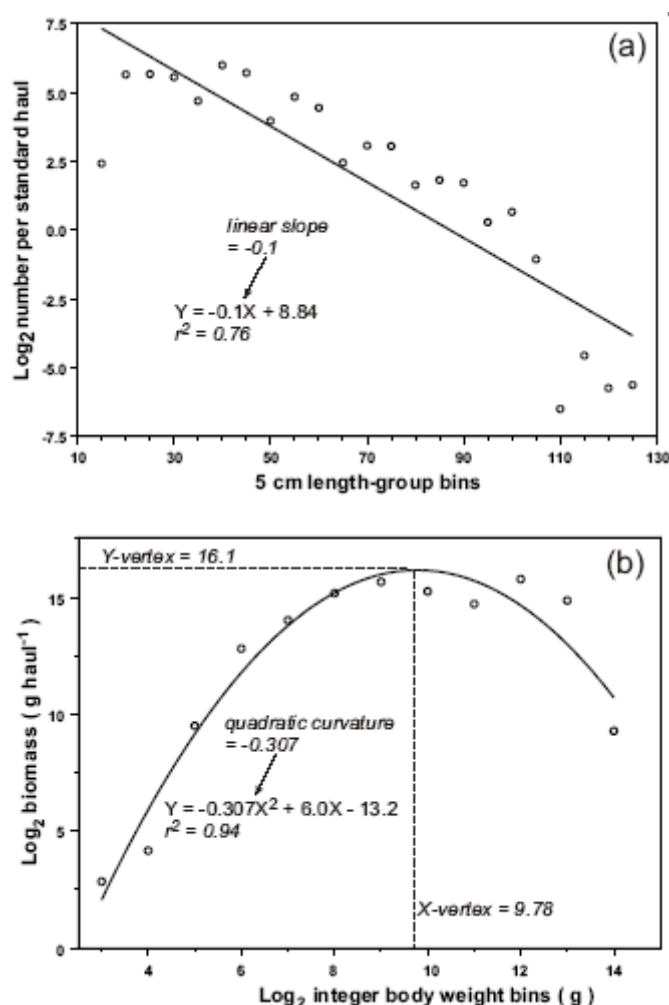 (a)
7.5
5.0
2.5
0.0
-2.5
-5.0
-7.5
Log2 number per standard haul
linear slope
= -0.1
Y = -0.1X + 8.84
r² = 0.76
10 30 50 70 90 110 130
5 cm length-group bins
(b)
Y-vertex = 16.1
15
10
5
0
Log2 biomass ( g haul⁻¹ )
quadratic curvature
= -0.307
Y = -0.307X² + 6.0X - 13.2
r² = 0.94
X-vertex = 9.78
4 6 8 10 12 14
Log2 integer body weight bins ( g )